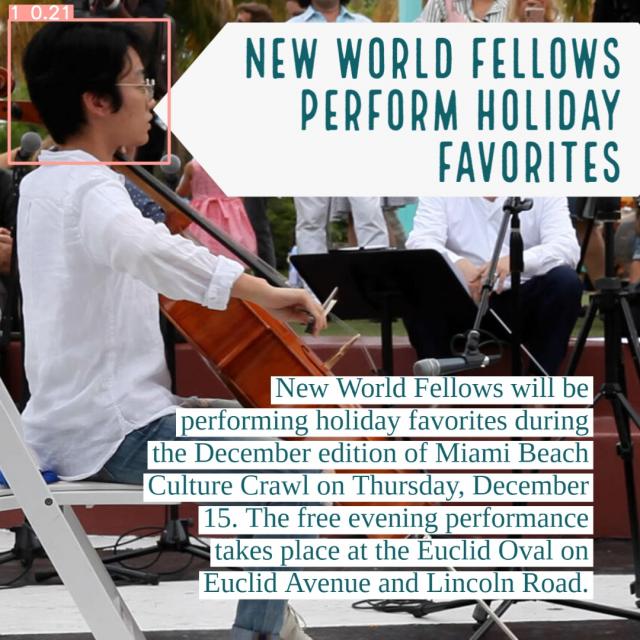 1 0.21
NEW WORLD FELLOWS
PERFORM HOLIDAY
FAVORITES
New World Fellows will be
performing holiday favorites during
the December edition of Miami Beach
Culture Crawl on Thursday, December
15. The free evening performance
takes place at the Euclid Oval on
Euclid Avenue and Lincoln Road.